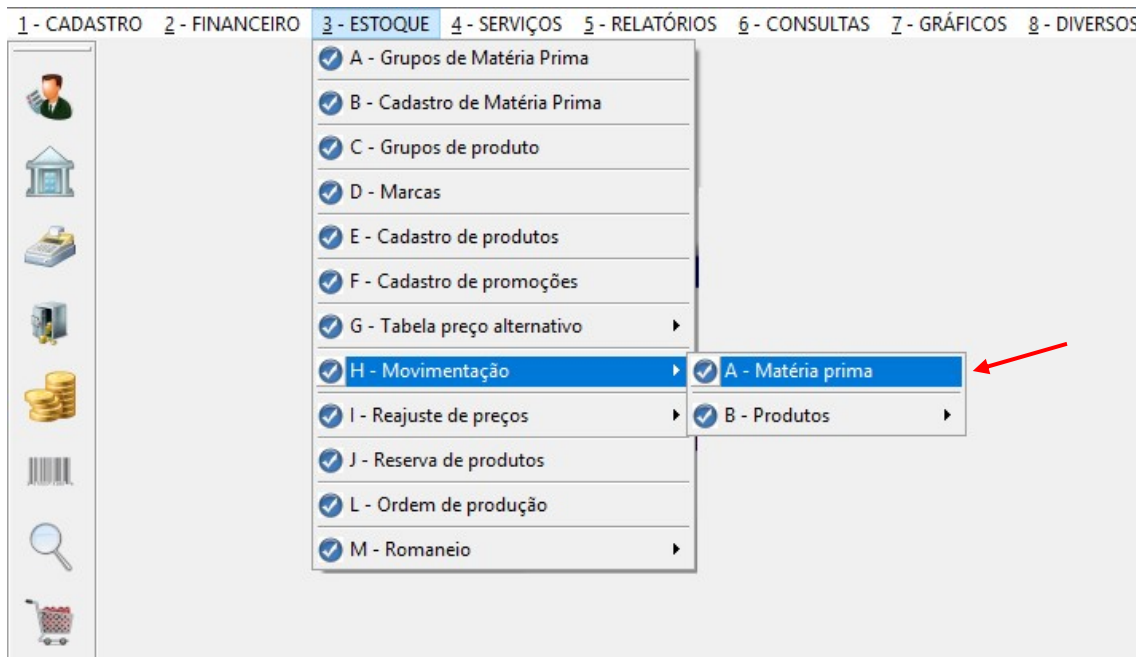 1 - CADASTRO 2 - FINANCEIRO 3 - ESTOQUE 4 - SERVIÇOS 5 - RELATÓRIOS 6 - CONSULTAS 7 - GRÁFICOS 8 - DIVERSOS
A - Grupos de Matéria Prima
B - Cadastro de Matéria Prima
C - Grupos de produto
D - Marcas
E - Cadastro de produtos
F - Cadastro de promoções
G - Tabela preço alternativo
H - Movimentação
A - Matéria prima
I - Reajuste de preços
B - Produtos
J - Reserva de produtos
L - Ordem de produção
M - Romaneio